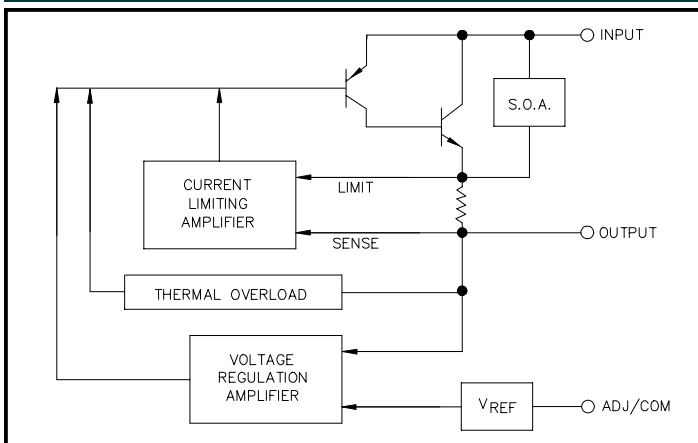 INPUT
S.O.A.
CURRENT
LIMITING
AMPLIFIER
LIMIT
SENSE
OUTPUT
THERMAL OVERLOAD
VOLTAGE
REGULATION
AMPLIFIER
VREF
ADJ/COM